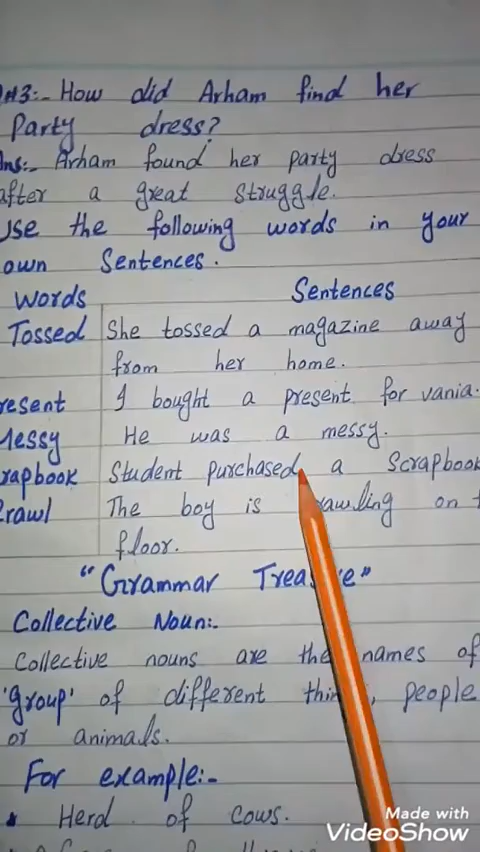 #3:- How did Arham find her
Party dress?
Ans:- Arham found her party dress
after a great struggle.
Use the following words in your
own Sentences.
Words Sentences
Tossed She tossed a magazine away
from her home.
resent I bought a present for vania.
Messy He was a messy.
rapbook Student purchased a Scrapbook
Crawl The boy is rawling on t
floor.
"Grammar Treasure"
Collective Noun:-
Collective nouns are the names of
'group' of different thin , people
or animals.
For example:-
• Herd of cows.
Made with
VideoShow